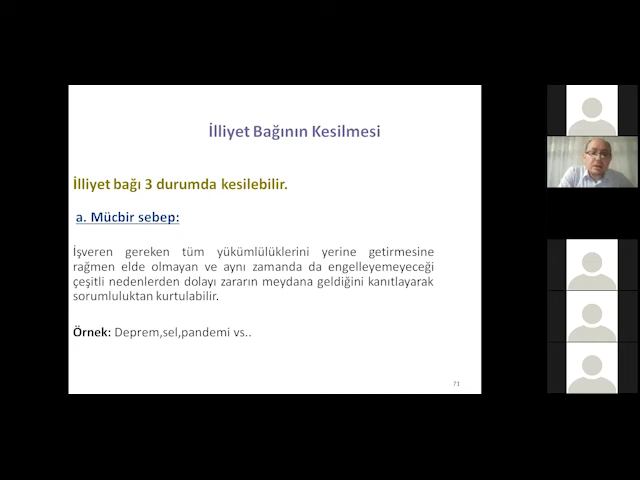 İlliyet Bağının Kesilmesi
İlliyet bağı 3 durumda kesilebilir.
a. Mücbir sebep:
İşveren gereken tüm yükümlülüklerini yerine getirmesine
rağmen elde olmayan ve aynı zamanda da engelleyemeyeceği
çeşitli nedenlerden dolayı zararın meydana geldiğini kanıtlayarak
sorumluluktan kurtulabilir.
Örnek: Deprem,sel,pandemi vs..
71